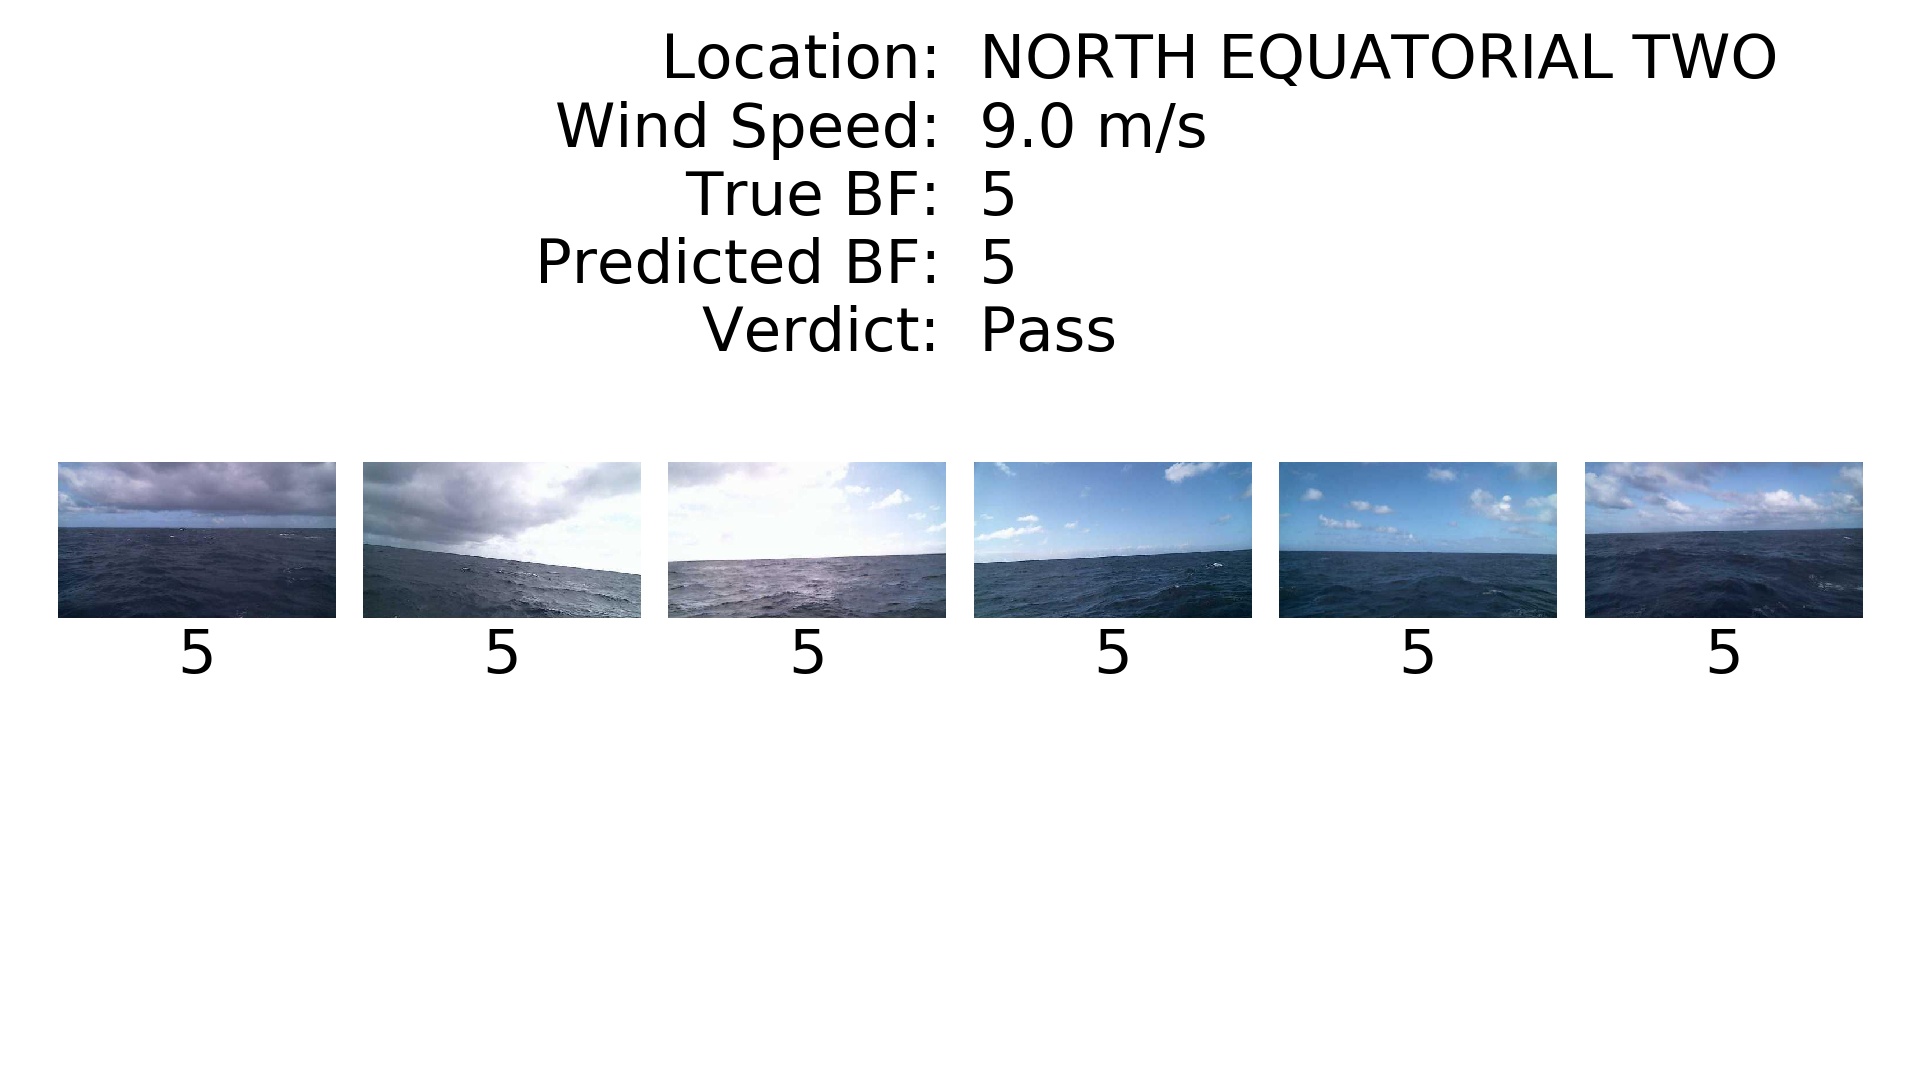 Location: NORTH EQUATORIAL TWO
Wind Speed: 9.0 m/s
True BF: 5
Predicted BF: 5
Verdict: Pass
5 5 5 5 5 5